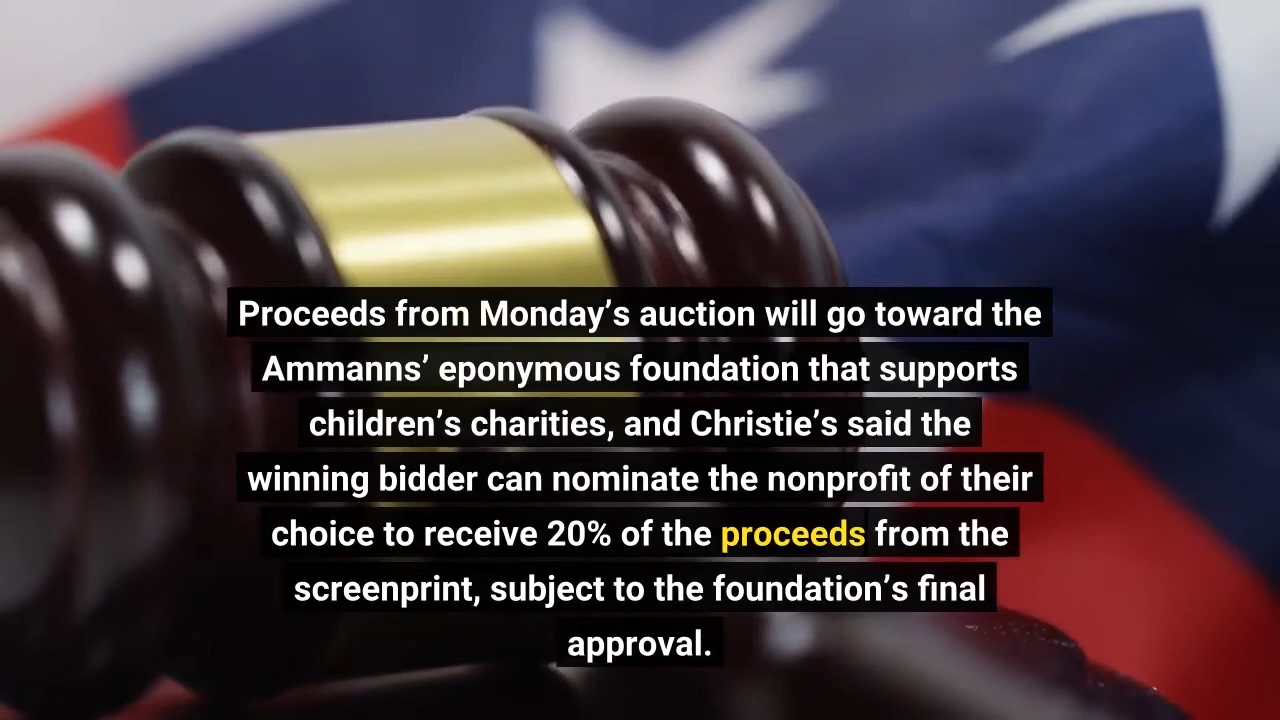 Proceeds from Monday’s auction will go toward the
Ammanns’ eponymous foundation that supports
children’s charities, and Christie’s said the
winning bidder can nominate the nonprofit of their
choice to receive 20% of the proceeds from the
screenprint, subject to the foundation’s final
approval.